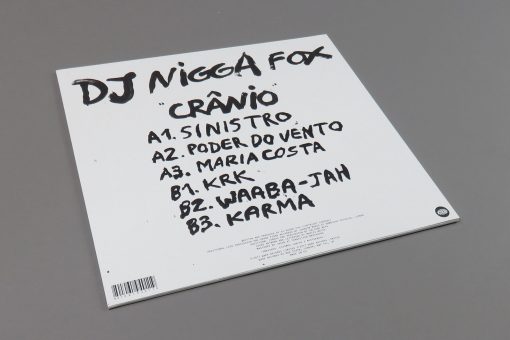 DJ NIGGA FOX
"CRÂNIO"
A1. SINISTRO
A2. PODER DO VENTO
A3. MARIA COSTA
B1. KRK
B2. WAABA-JAH
B3. KARMA